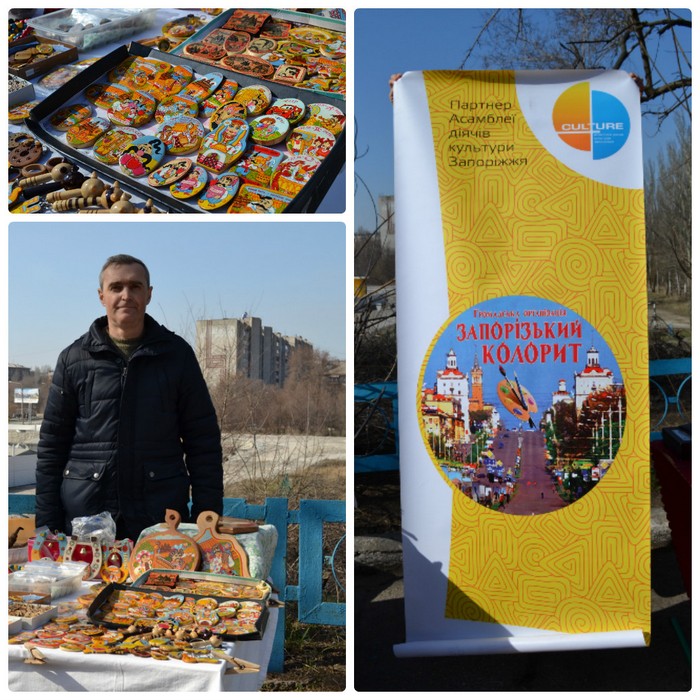 Партнер
Асамблеї
діячів
культури
Запоріжжя
CULTURE
Громадська організація
ЗАПОРІЗЬКИЙ
КОЛОРИТ